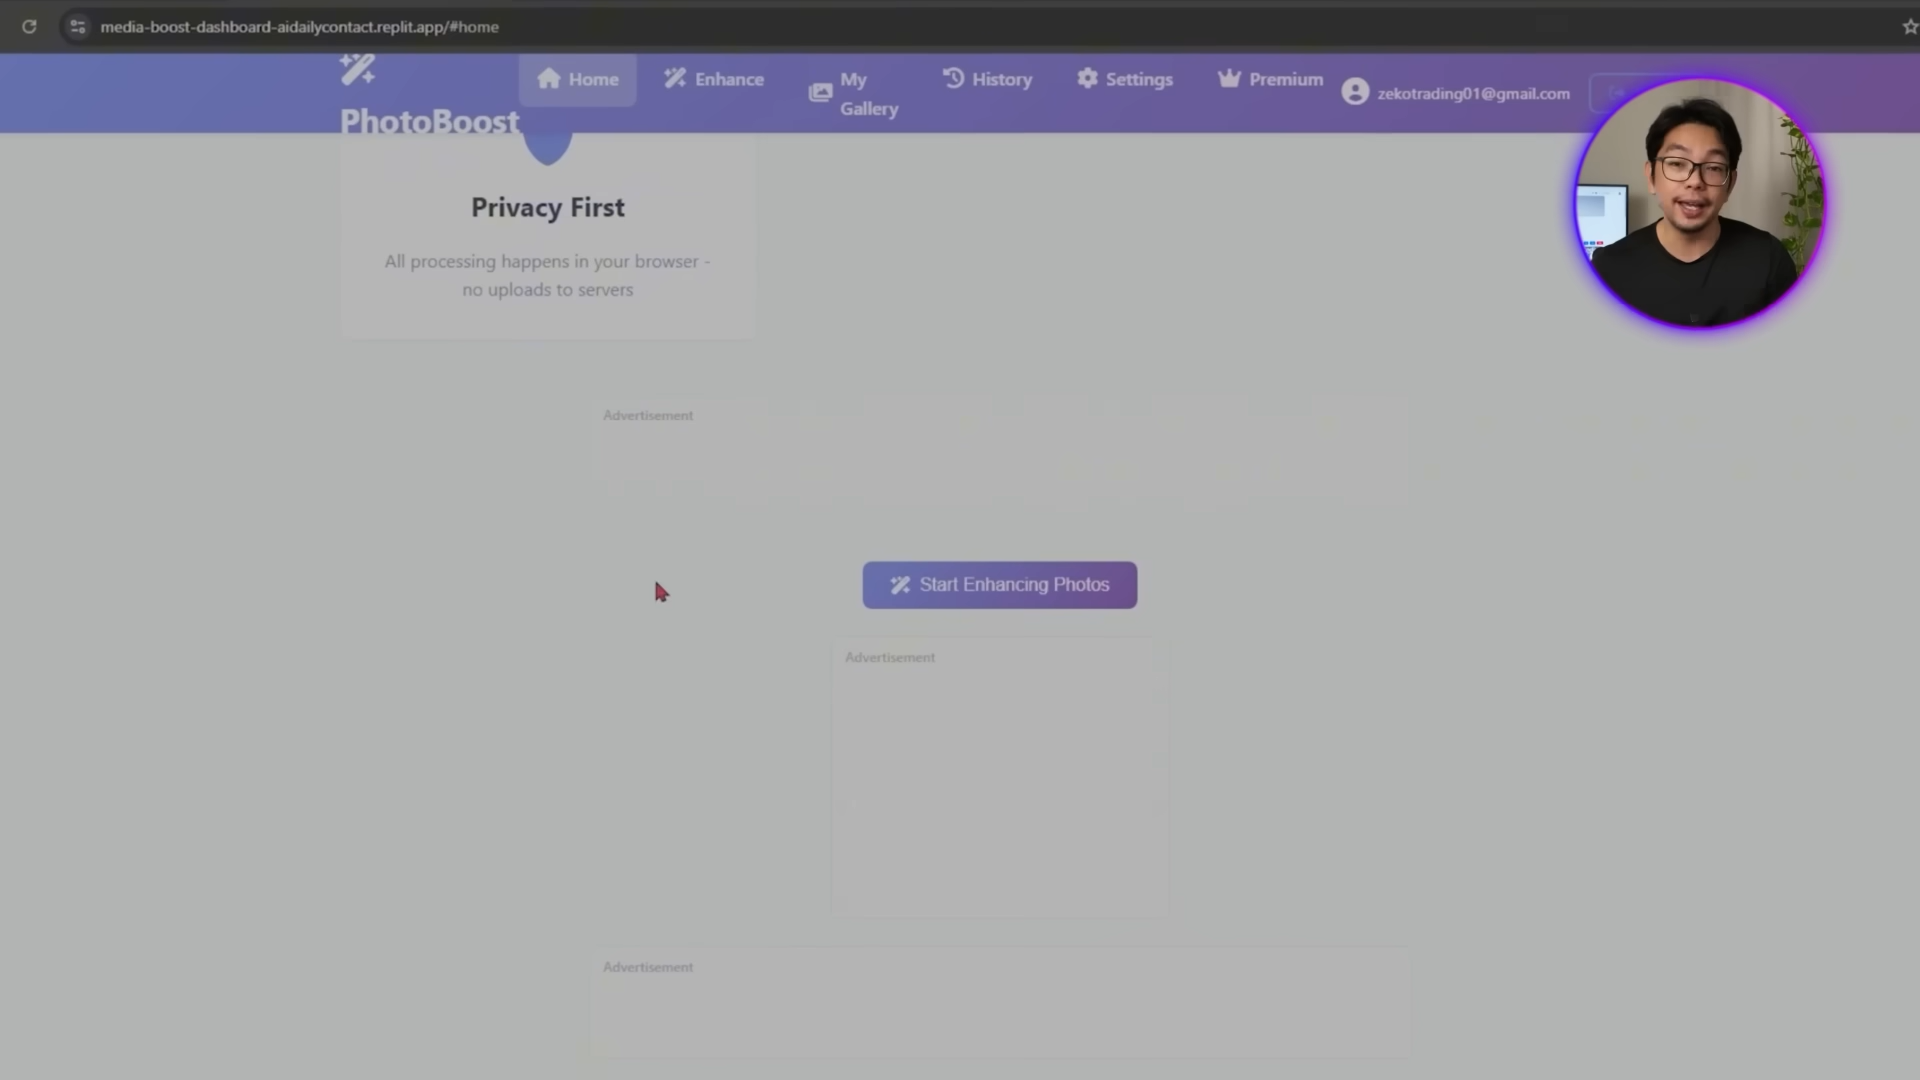 media-boost-dashboard-aidailycontact.replit.app/#home
PhotoBoost
Home
Enhance
My
Gallery
History
Settings
Premium
zekotrading01@gmail.com
Privacy First
All processing happens in your browser -
no uploads to servers
Advertisement
Start Enhancing Photos
Advertisement
Advertisement